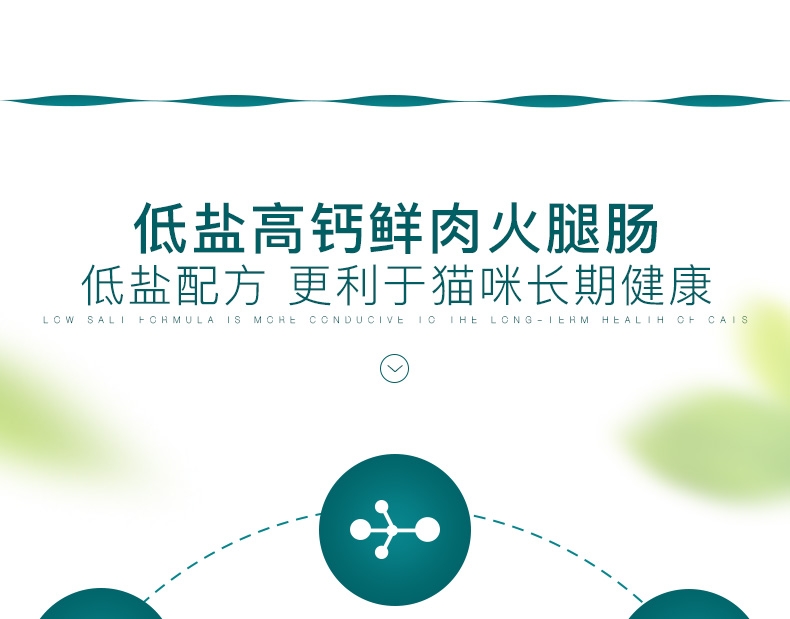 低盐高钙鲜肉火腿肠
低盐配方 更利于猫咪长期健康
LOW SALT FORMULA IS MORE CONDUCIVE TO THE LONG-TERM HEALTH OF CATS